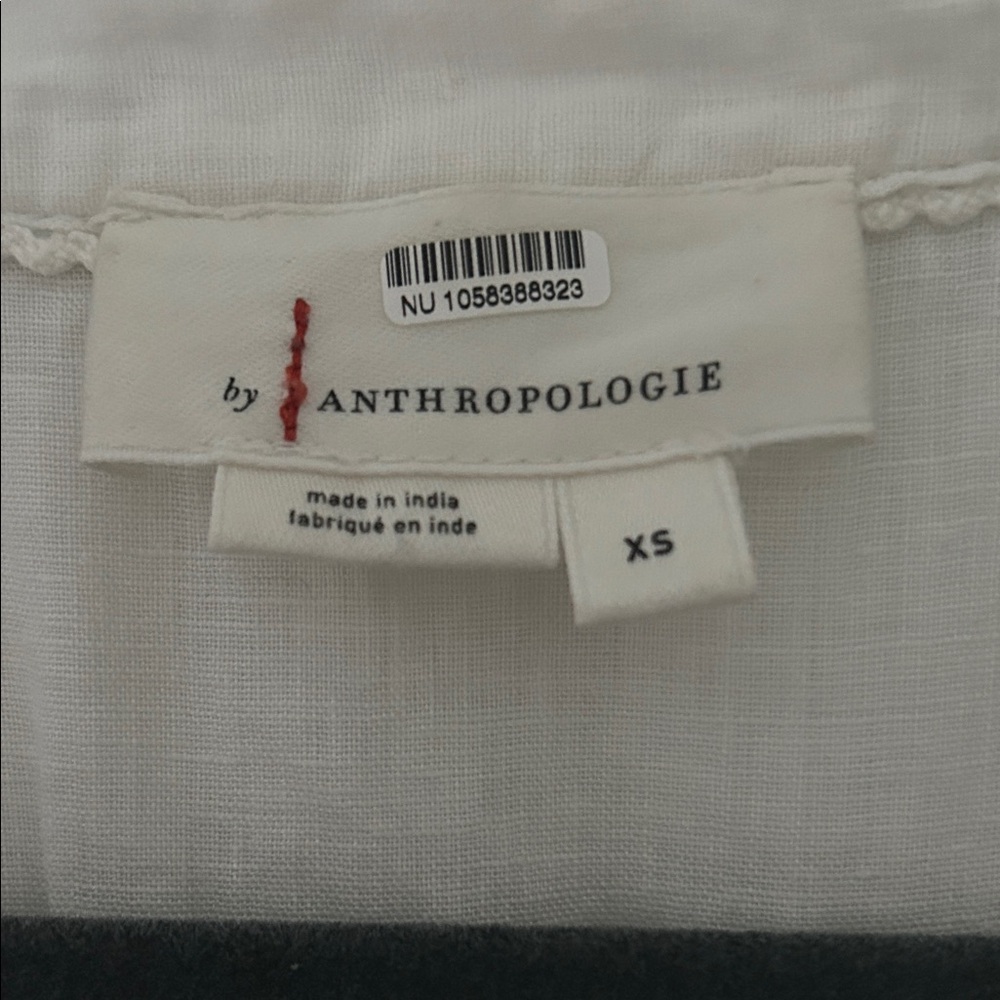 NU 1058388323
by ANTHROPOLOGIE
made in india
fabriqué en inde
XS